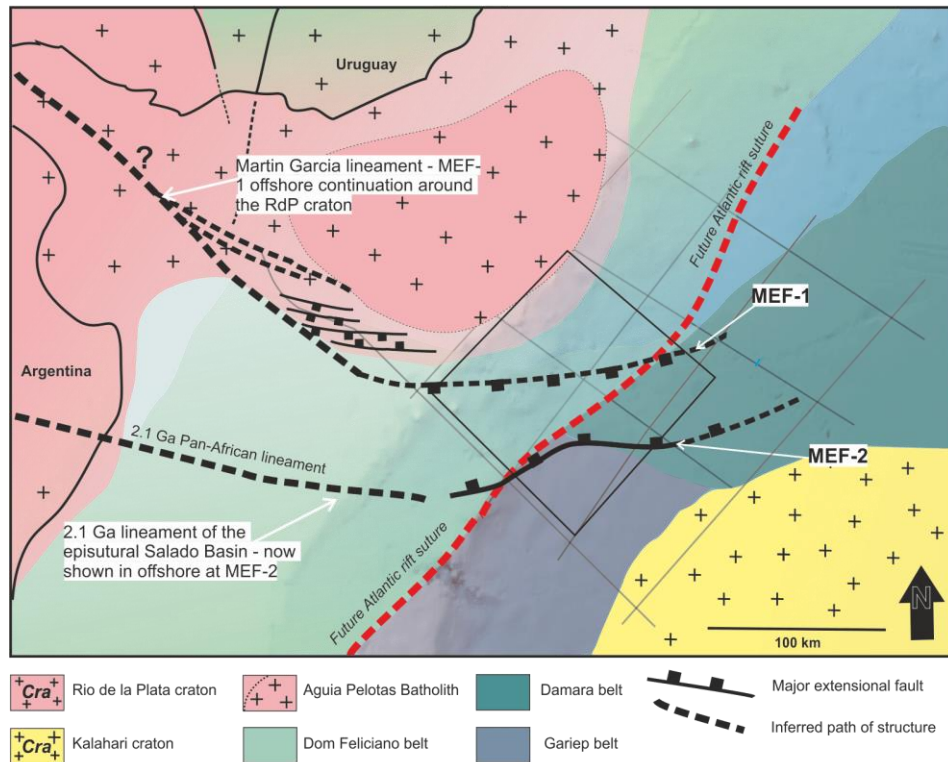 Uruguay
?
Martin Garcia lineament - MEF-
1 offshore continuation around
the RdP craton
Future Atlantic rift suture
MEF-1
Argentina
2.1 Ga Pan-African lineament
MEF-2
2.1 Ga lineament of the
episutural Salado Basin - now
shown in offshore at MEF-2
Future Atlantic rift suture
N
100 km
Cra Rio de la Plata craton
Aguia Pelotas Batholith
Damara belt
Major extensional fault
Cra Kalahari craton
Dom Feliciano belt
Gariep belt
Inferred path of structure